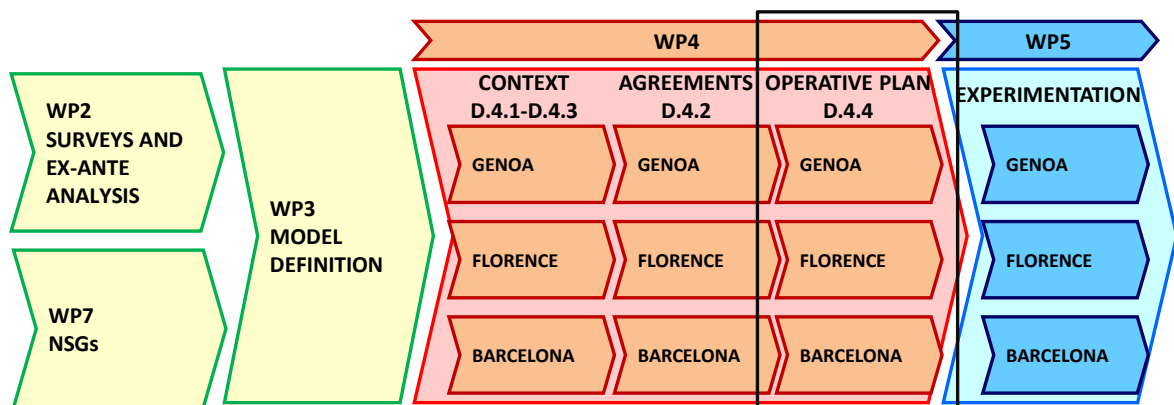 WP4
WP5
WP2
SURVEYS AND
EX-ANTE
ANALYSIS
WP7
NSGs
WP3
MODEL
DEFINITION
CONTEXT
D.4.1-D.4.3
AGREEMENTS
D.4.2
OPERATIVE PLAN
D.4.4
EXPERIMENTATION
GENOA
GENOA
GENOA
GENOA
FLORENCE
FLORENCE
FLORENCE
FLORENCE
BARCELONA
BARCELONA
BARCELONA
BARCELONA